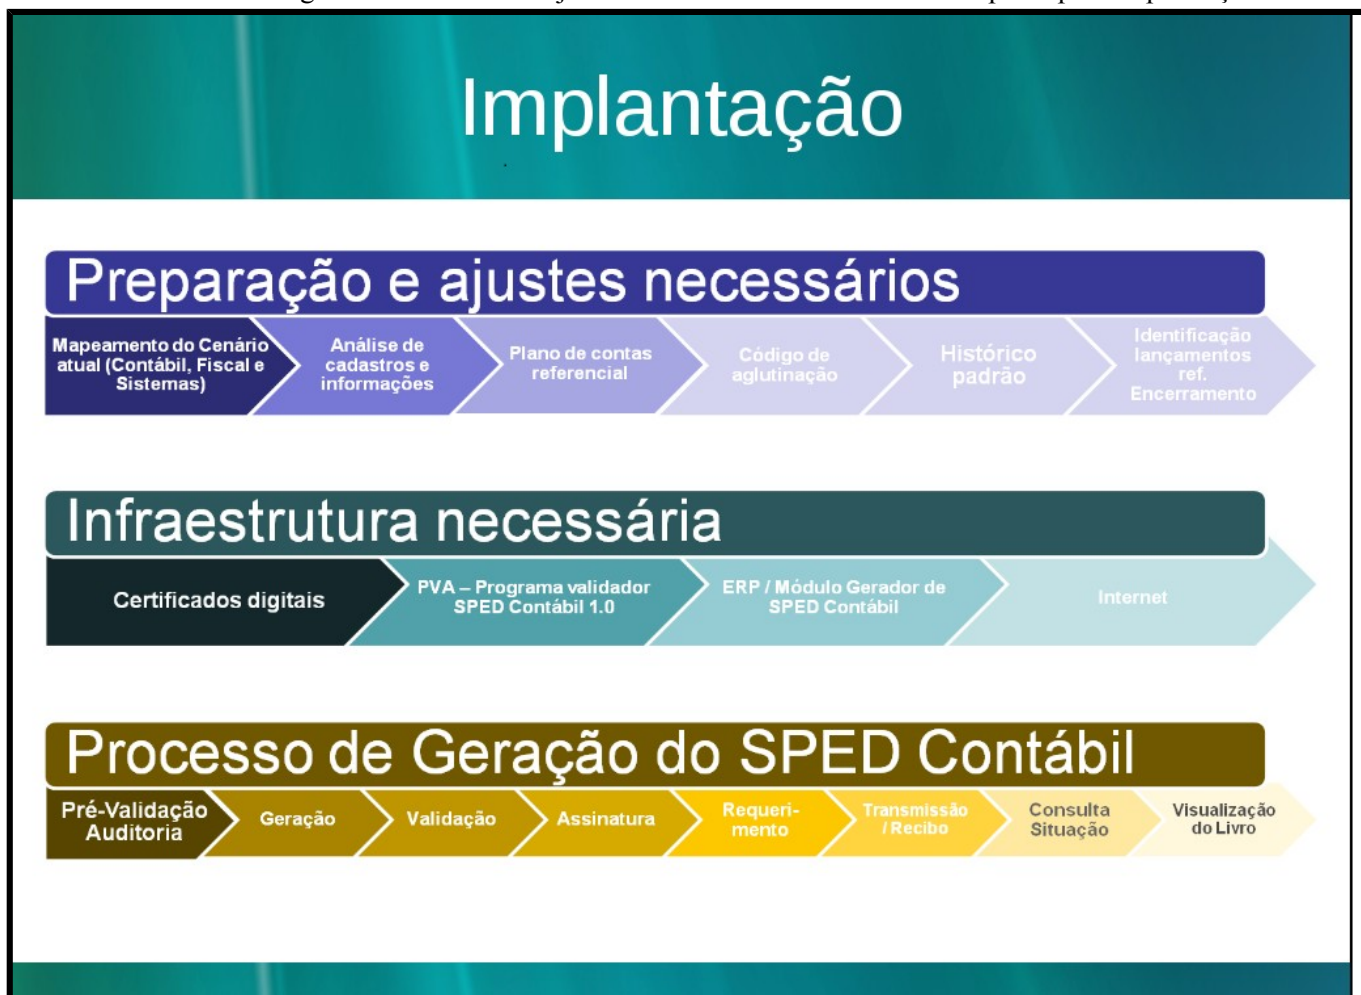 Implantação
Preparação e ajustes necessários
Mapeamento do Cenário
atual (Contábil, Fiscal e
Sistemas)
Análise de
cadastros e
informações
Plano de contas
referencial
Código de
aglutinação
Histórico
padrão
Identificação
lançamentos
ref.
Encerramento
Infraestrutura necessária
Certificados digitais
PVA – Programa validador
SPED Contábil 1.0
ERP / Módulo Gerador de
SPED Contábil
Internet
Processo de Geração do SPED Contábil
Pré-Validação
Auditoria
Geração
Validação
Assinatura
Requeri-
mento
Transmissão
/ Recibo
Consulta
Situação
Visualização
do Livro